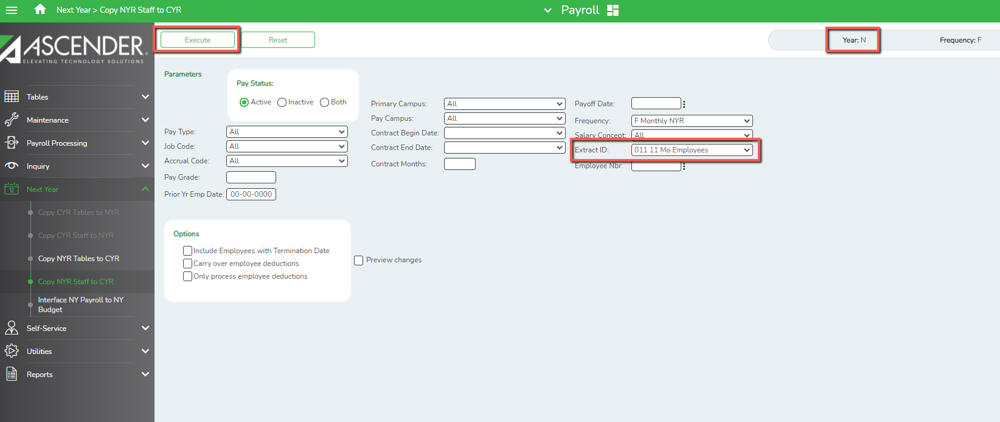 Next Year > Copy NYR Staff to CYR
Payroll
ASCENDER
ELEVATING TECHNOLOGY SOLUTIONS
Execute
Reset
Year: N
Frequency: F
Tables
Maintenance
Payroll Processing
Inquiry
12
Next Year
Copy CYR Tables to NYR
Copy CYR Staff to NYR
Copy NYR Tables to CYR
Copy NYR Staff to CYR
Interface NY Payroll to NY
Budget
Self-Service
Utilities
Reports
Parameters
Pay Status:
Active
Inactive
Both
Pay Type: All
Job Code: All
Accrual Code: All
Pay Grade:
Prior Yr Emp Date: 00-00-0000
Primary Campus: All
Pay Campus: All
Contract Begin Date:
Contract End Date:
Contract Months:
Payoff Date:
Frequency: F Monthly NYR
Salary Concept: All
Extract ID: 011 11 Mo Employees
Employee Nbr:
Options
Include Employees with Termination Date
Carry over employee deductions
Only process employee deductions
Preview changes